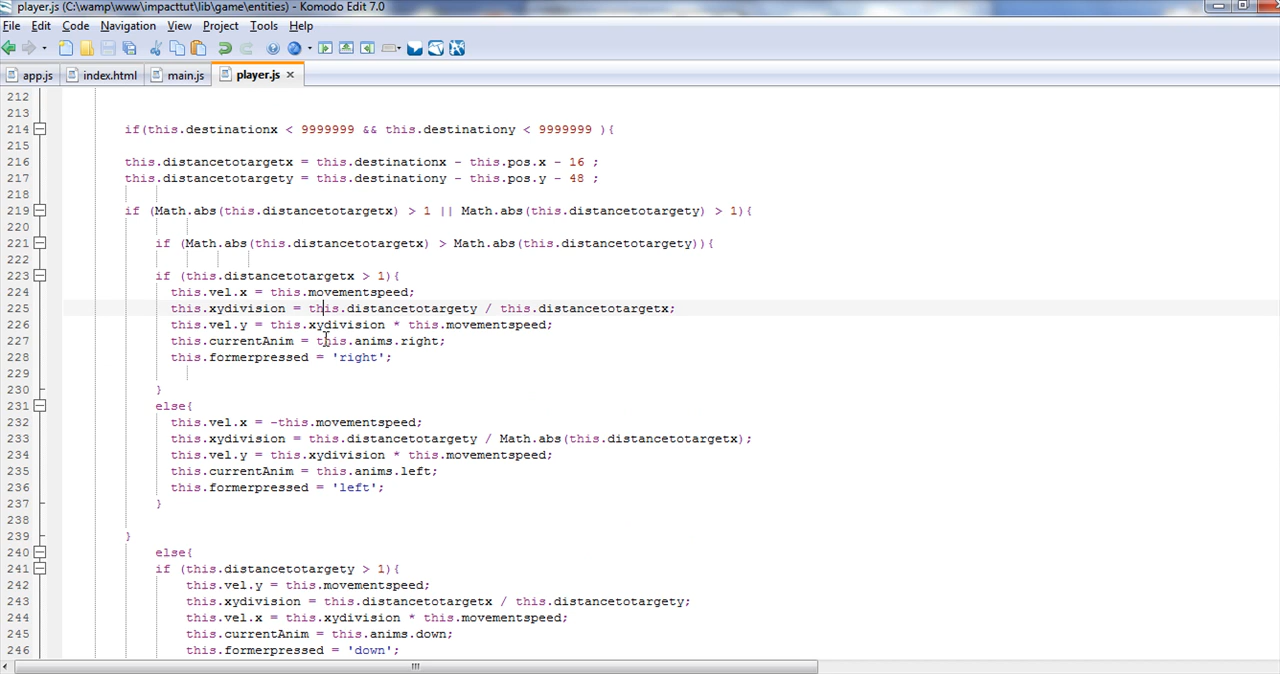 player.js (C:\wamp\www\impacttut\lib\game\entities) - Komodo Edit 7.0
File Edit Code Navigation View Project Tools Help
app.js index.html main.js player.js
212
213
214 if(this.destinationx < 9999999 && this.destinationy < 9999999 ){
215
216 this.distancetotargetx = this.destinationx - this.pos.x - 16 ;
217 this.distancetotargety = this.destinationy - this.pos.y - 48 ;
218
219 if (Math.abs(this.distancetotargetx) > 1 || Math.abs(this.distancetotargety) > 1){
220
221 if (Math.abs(this.distancetotargetx) > Math.abs(this.distancetotargety)){
222
223 if (this.distancetotargetx > 1){
224 this.vel.x = this.movementspeed;
225 this.xydivision = this.distancetotargety / this.distancetotargetx;
226 this.vel.y = this.xydivision * this.movementspeed;
227 this.currentAnim = this.anims.right;
228 this.formerpressed = 'right';
229
230 }
231 else{
232 this.vel.x = -this.movementspeed;
233 this.xydivision = this.distancetotargety / Math.abs(this.distancetotargetx);
234 this.vel.y = this.xydivision * this.movementspeed;
235 this.currentAnim = this.anims.left;
236 this.formerpressed = 'left';
237 }
238
239 }
240 else{
241 if (this.distancetotargety > 1){
242 this.vel.y = this.movementspeed;
243 this.xydivision = this.distancetotargetx / this.distancetotargety;
244 this.vel.x = this.xydivision * this.movementspeed;
245 this.currentAnim = this.anims.down;
246 this.formerpressed = 'down';